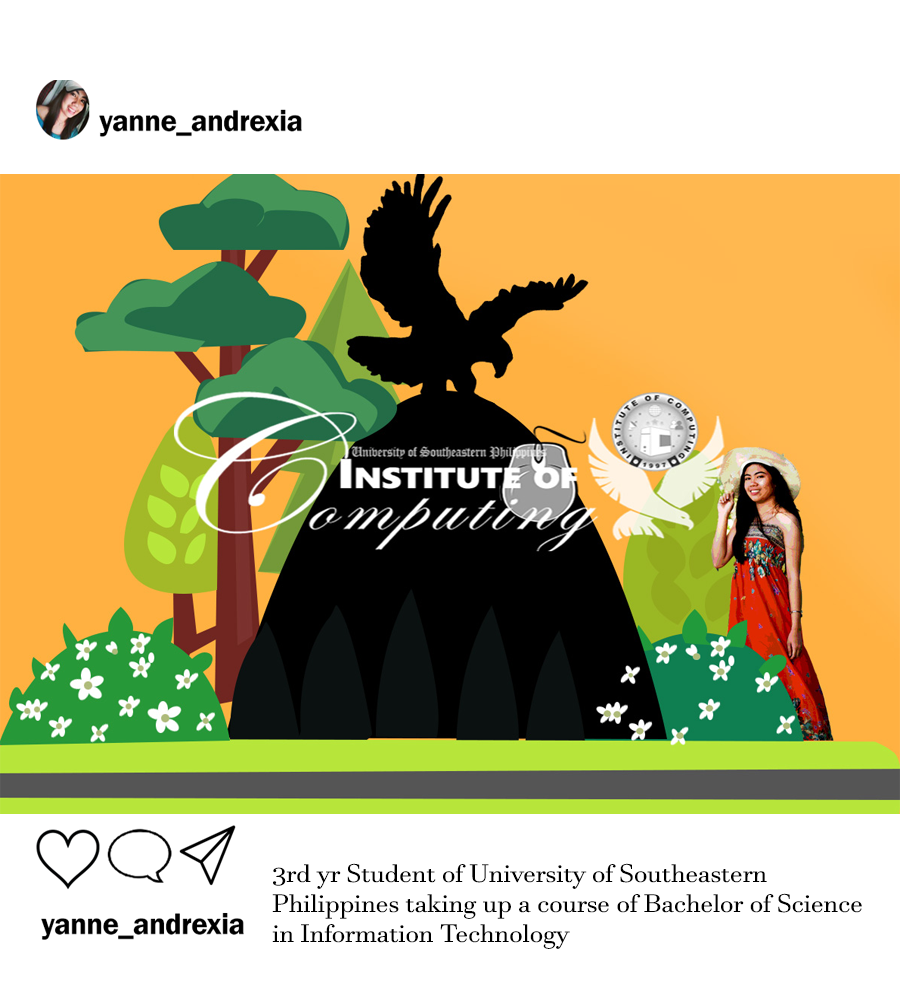 yanne_andrexia
INSTITUTE OF COMPUTING
1997
University of Southeastern Philippines
INSTITUTE OF
Computing
yanne_andrexia
3rd yr Student of University of Southeastern
Philippines taking up a course of Bachelor of Science
in Information Technology